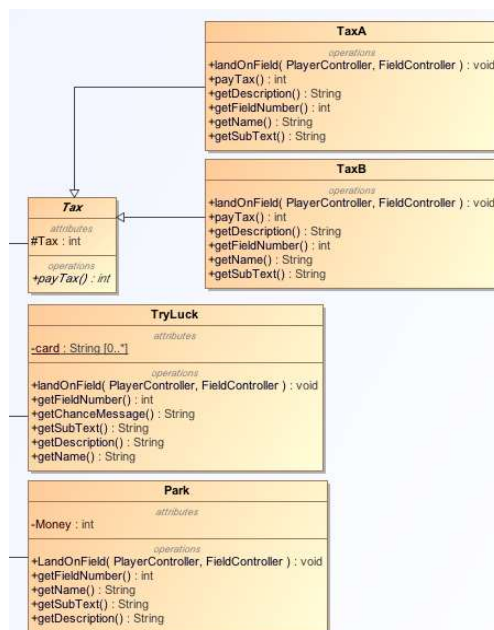 TaxA
operations
+landOnField( PlayerController, FieldController ) : void
+payTax() : int
+getDescription() : String
+getFieldNumber() : int
+getName() : String
+getSubText() : String
TaxB
operations
+landOnField( PlayerController, FieldController ) : void
+payTax() : int
+getDescription() : String
+getFieldNumber() : int
+getName() : String
+getSubText() : String
Tax
attributes
#Tax : int
operations
+payTax() : int
TryLuck
attributes
-card : String [0..*]
operations
+landOnField( PlayerController, FieldController ) : void
+getFieldNumber() : int
+getChanceMessage() : String
+getSubText() : String
+getDescription() : String
+getName() : String
Park
attributes
-Money : int
operations
+LandOnField( PlayerController, FieldController ) : void
+getFieldNumber() : int
+getName() : String
+getSubText() : String
+getDescription() : String